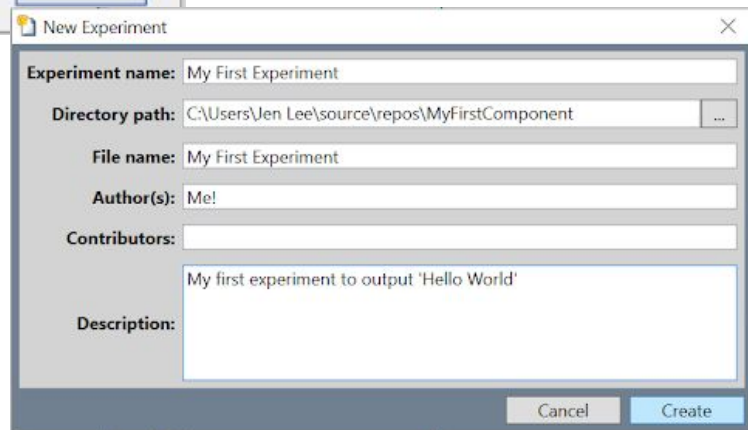 New Experiment
Experiment name: My First Experiment
Directory path: C:\Users\Jen Lee\source\repos\MyFirstComponent ...
File name: My First Experiment
Author(s): Me!
Contributors:
My first experiment to output 'Hello World'
Description:
Cancel Create